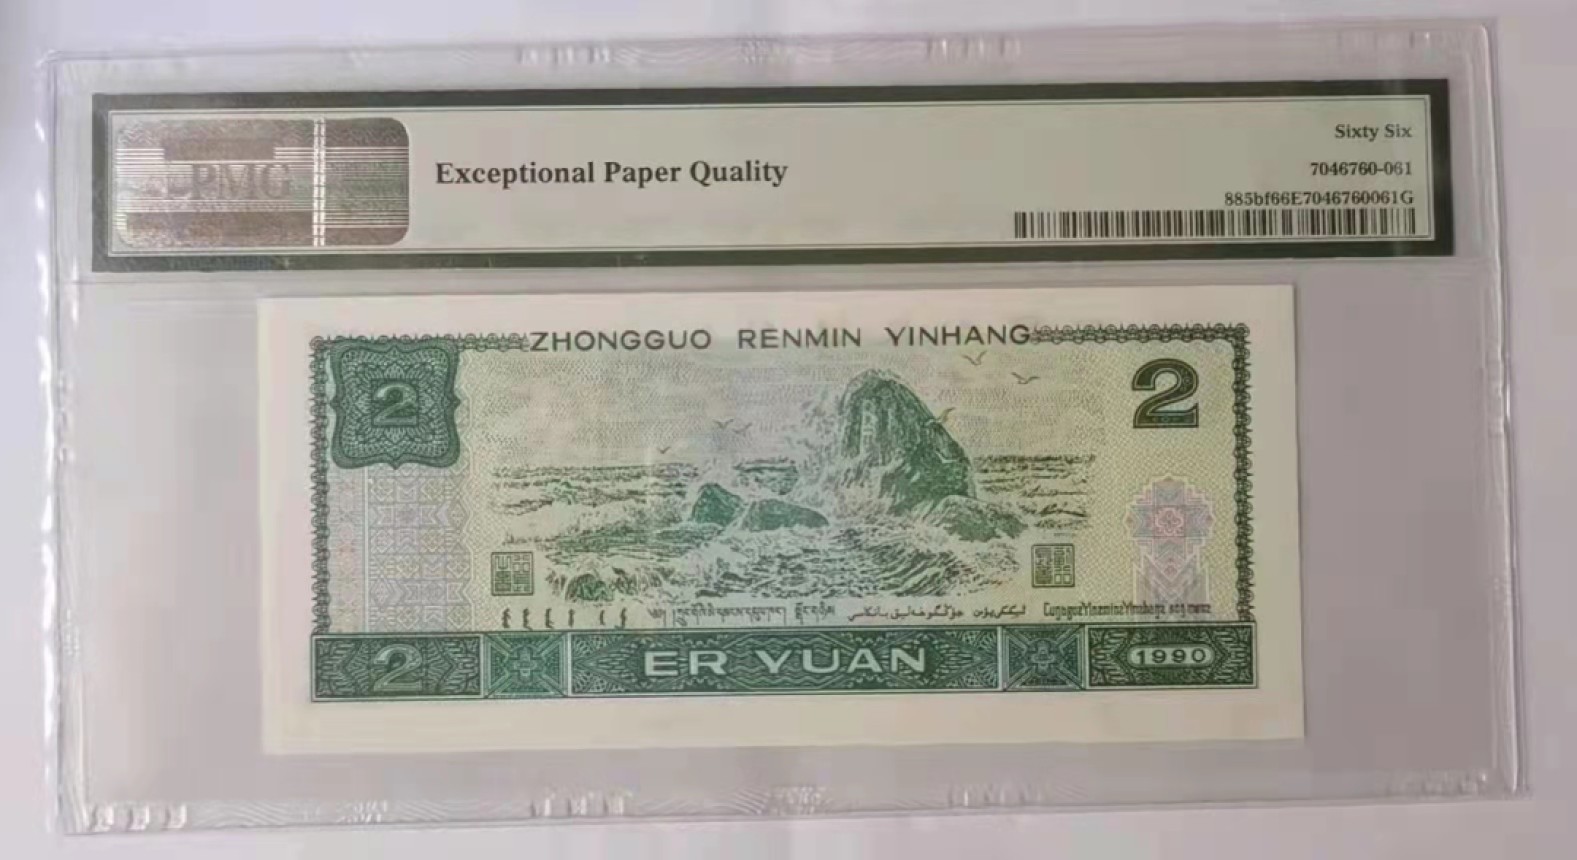 PMG
Exceptional Paper Quality
Sixty Six
7046760-061
885bf66E7046760061G
ZHONGGUO RENMIN YINHANG
2
2
2
ER YUAN
1990